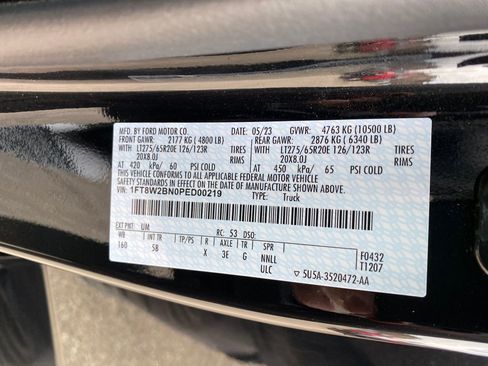 MFD. BY FORD MOTOR CO. DATE: 05/23 GVWR: 4763 KG (10500 LB)
FRONT GAWR: 2177 KG (4800 LB) REAR GAWR: 2876 KG (6340 LB)
WITH LT275/65R20E 126/123R TIRES WITH LT275/65R20E 126/123R TIRES
20X8.0J RIMS 20X8.0J RIMS
AT 420 kPa/ 60 PSI COLD AT 450 kPa/ 65 PSI COLD
THIS VEHICLE CONFORMS TO ALL APPLICABLE FEDERAL MOTOR VEHICLE
SAFETY STANDARDS IN EFFECT ON THE DATE OF MANUFACTURE SHOWN ABOVE.
VIN: 1FT8W2BN0PED00219
TYPE: Truck
EXT PNT: UM: RC: 53 DSO:
WB INT TR TP/PS R AXLE TR SPR
160 SB X 3E G NNLL F0432
ULC T1207
SU5A-3520472-AA